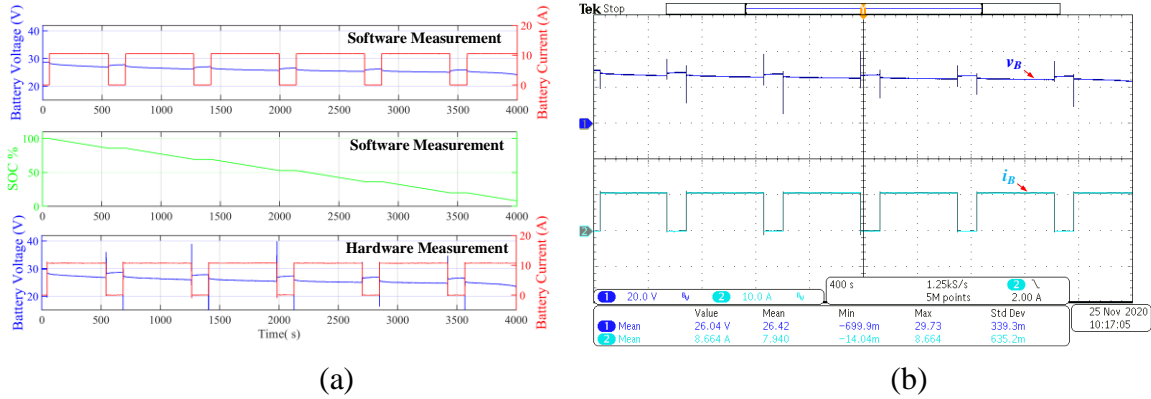 Battery Voltage (V)
40
30
20
Software Measurement
20
10
0
Battery Current (A)
0 500 1000 1500 2000 2500 3000 3500 4000
SOC %
100
50
0
Software Measurement
0 500 1000 1500 2000 2500 3000 3500 4000
Battery Voltage (V)
40
30
20
Hardware Measurement
20
10
0
Battery Current (A)
0 500 1000 1500 2000 2500 3000 3500 4000
Time( s)
(a)
Tek Stop
1
vB
iB
2
1 20.0 V 2 10.0 A
400 s 1.25kS/s 2
5M points 2.00 A
Value Mean Min Max Std Dev
1 Mean 26.04 V 26.42 −699.9m 29.73 339.3m
2 Mean 8.664 A 7.940 −14.04m 8.664 635.2m
25 Nov 2020
10:17:05
(b)